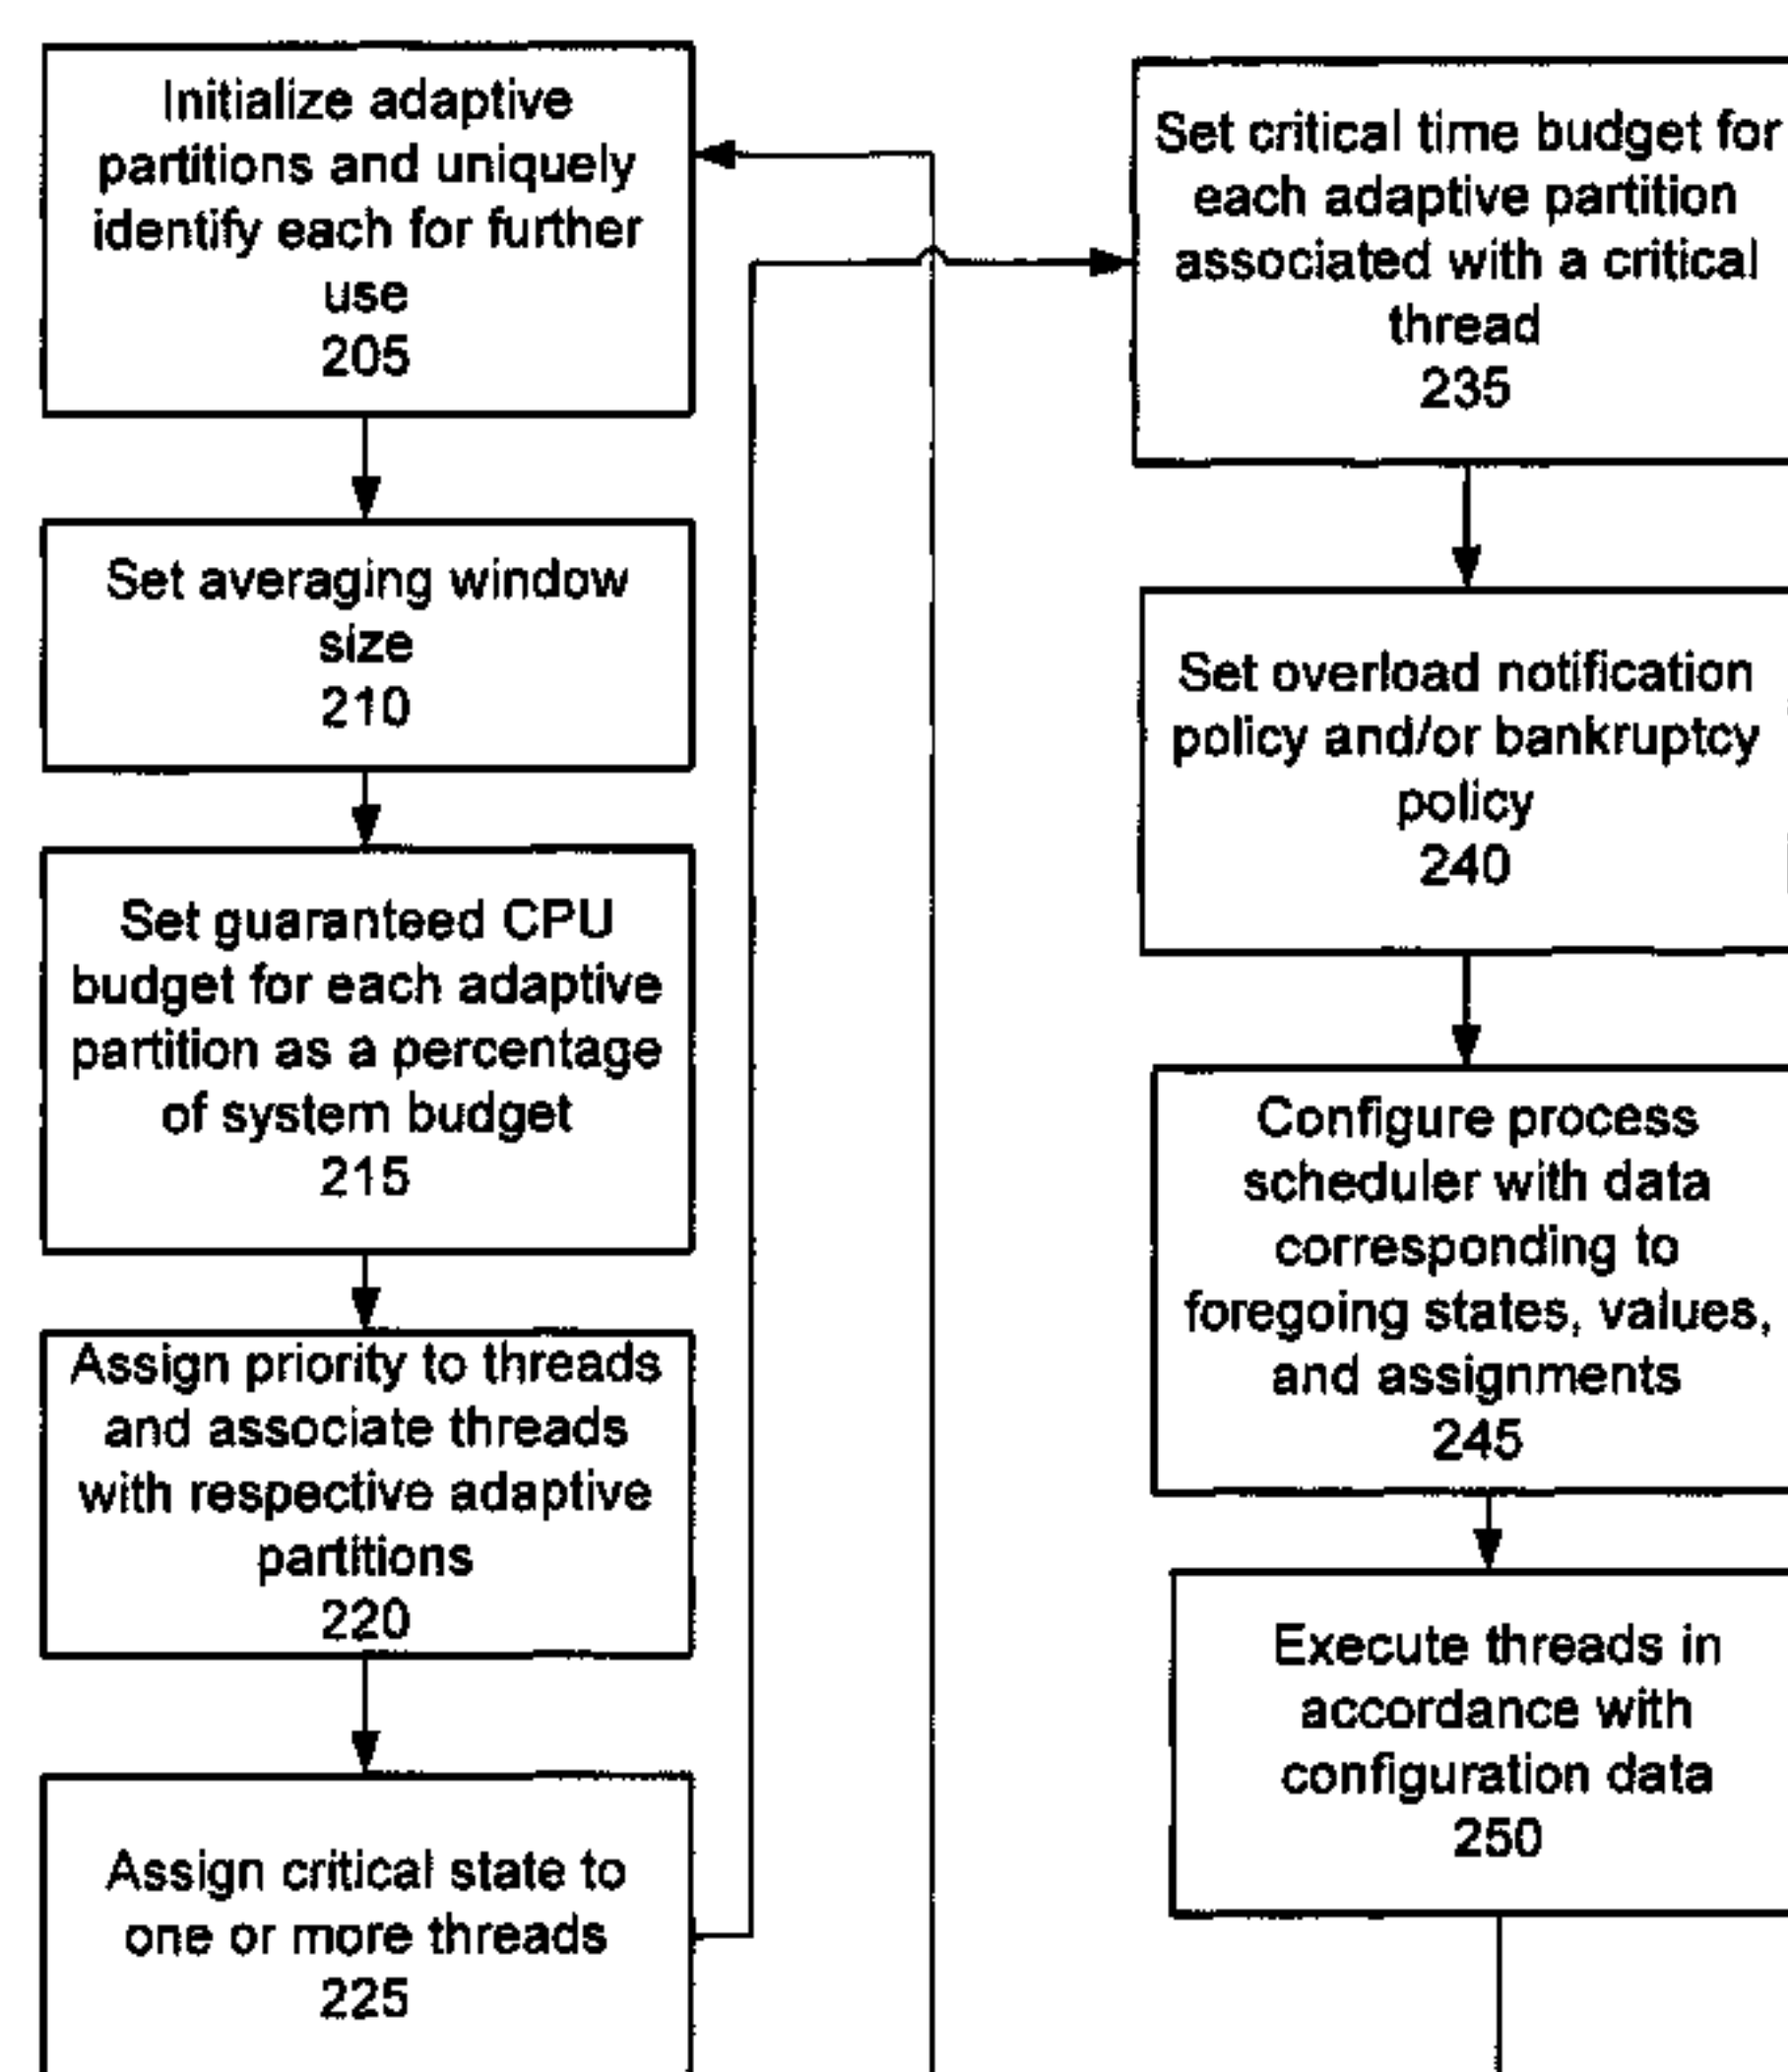 Initialize adaptive
partitions and uniquely
identify each for further
use
205
Set averaging window
size
210
Set guaranteed CPU
budget for each adaptive
partition as a percentage
of system budget
215
Assign priority to threads
and associate threads
with respective adaptive
partitions
220
Assign critical state to
one or more threads
225
Set critical time budget for
each adaptive partition
associated with a critical
thread
235
Set overload notification
policy and/or bankruptcy
policy
240
Configure process
scheduler with data
corresponding to
foregoing states, values,
and assignments
245
Execute threads in
accordance with
configuration data
250